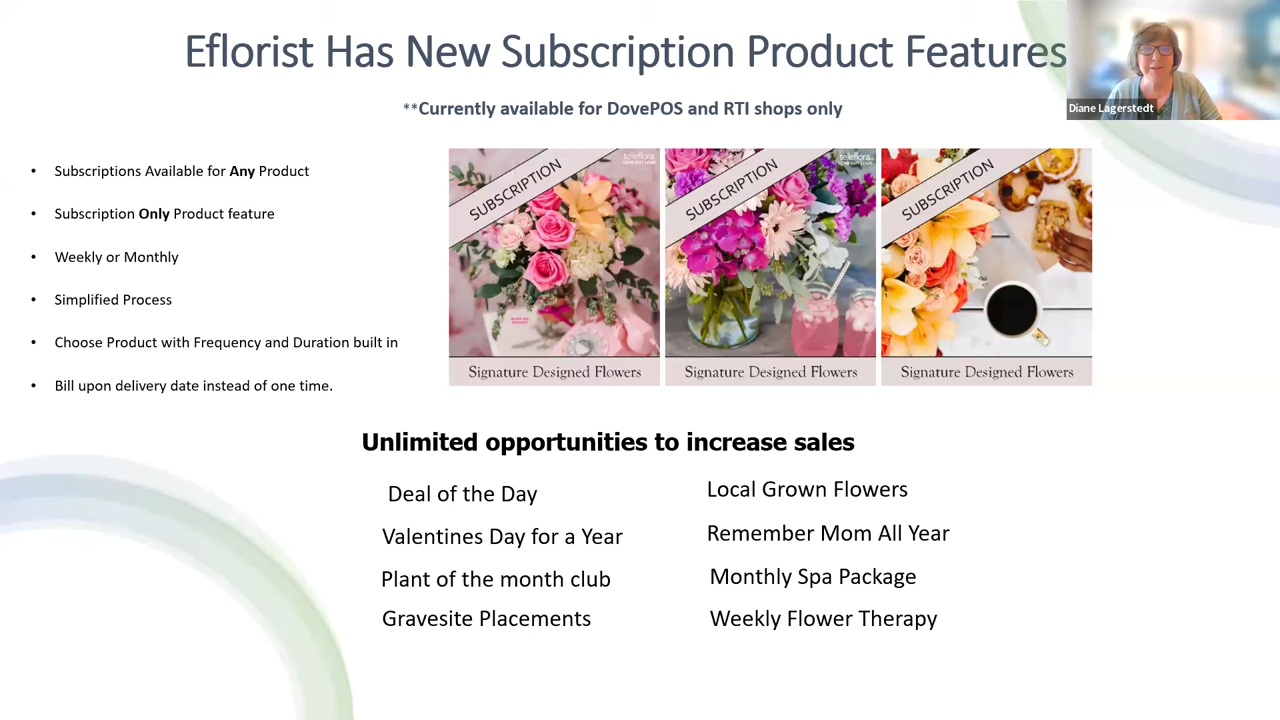 Eflorist Has New Subscription Product Features
Diane Lagerstedt
**Currently available for DovePOS and RTI shops only
• Subscriptions Available for Any Product
• Subscription Only Product feature
• Weekly or Monthly
• Simplified Process
• Choose Product with Frequency and Duration built in
• Bill upon delivery date instead of one time.
SUBSCRIPTION
teleflora
Signature Designed Flowers
SUBSCRIPTION
teleflora
Signature Designed Flowers
SUBSCRIPTION
Signature Designed Flowers
Unlimited opportunities to increase sales
Deal of the Day
Valentines Day for a Year
Plant of the month club
Gravesite Placements
Local Grown Flowers
Remember Mom All Year
Monthly Spa Package
Weekly Flower Therapy